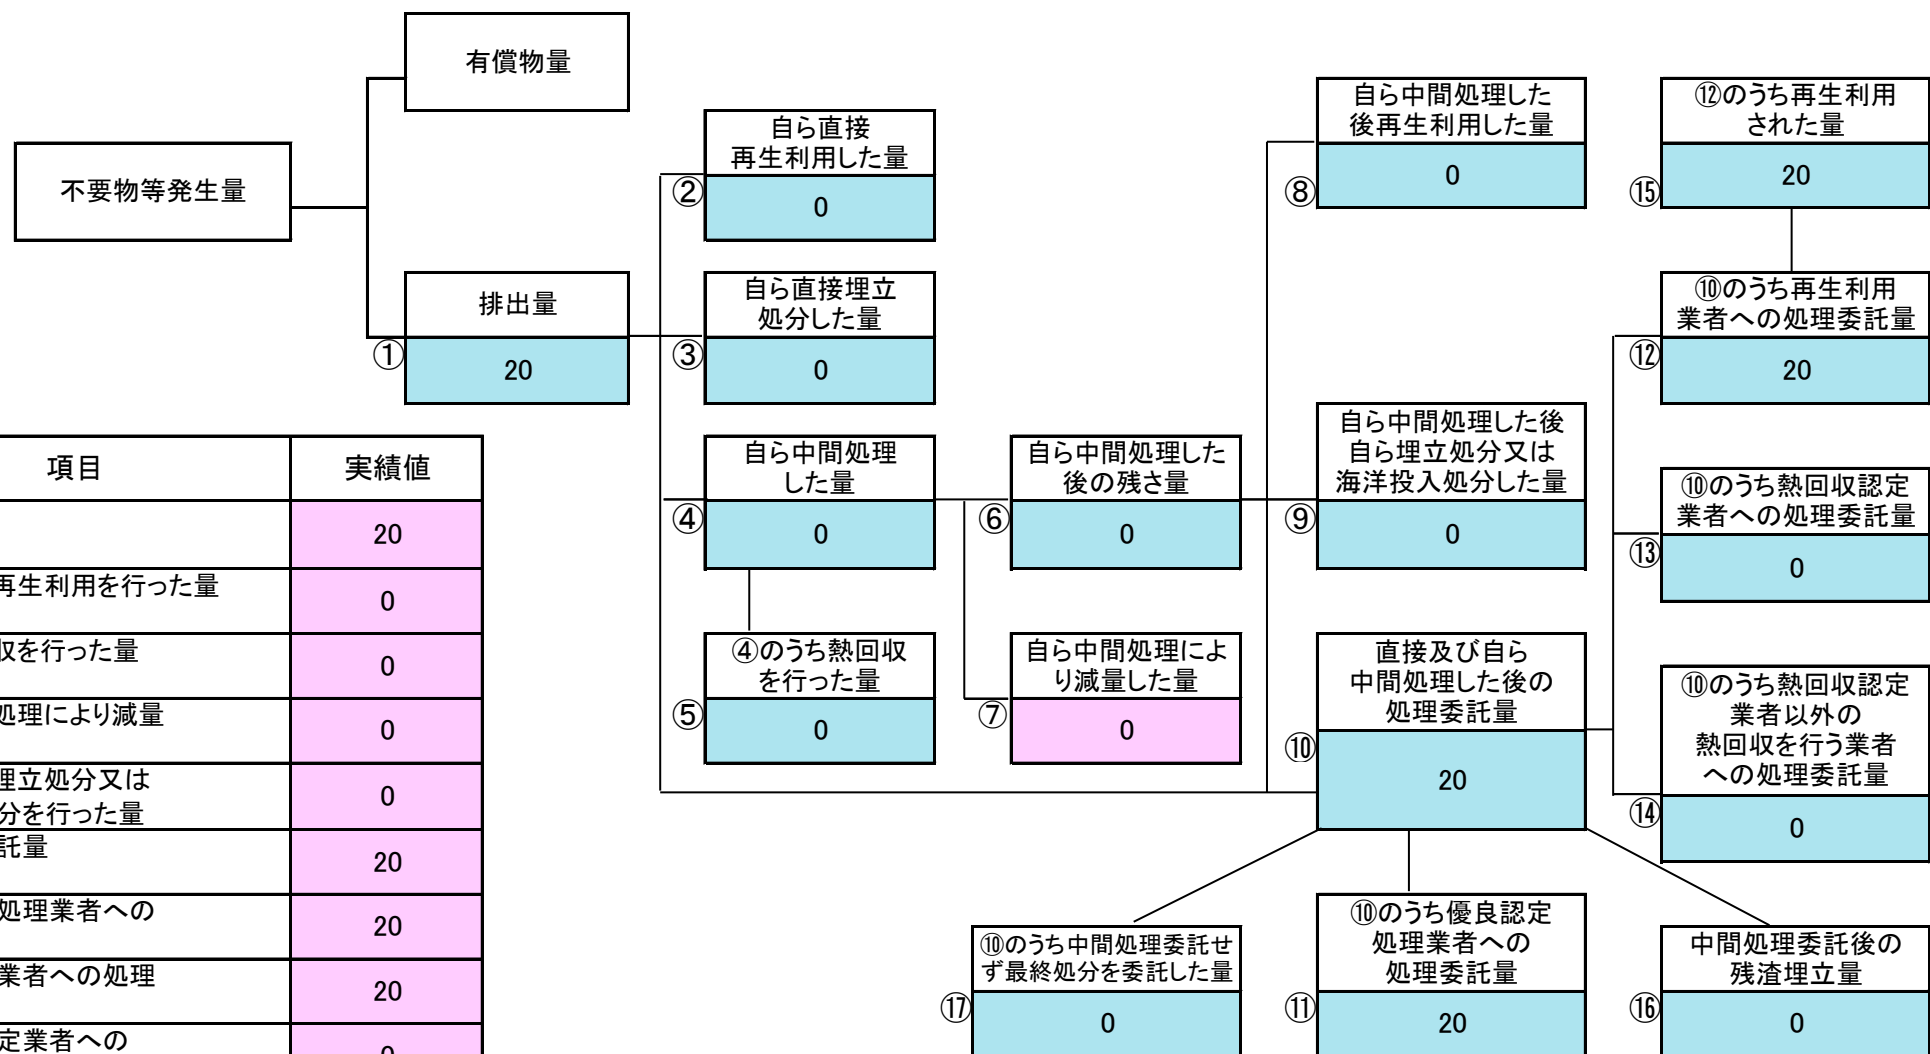 有償物量
不要物等発生量
排出量
①
20
自ら直接
再生利用した量
②
0
自ら直接埋立
処分した量
③
0
自ら中間処理
した量
④
0
④のうち熱回収
を行った量
⑤
0
自ら中間処理した
後の残さ量
⑥
0
自ら中間処理によ
り減量した量
⑦
0
自ら中間処理した
後再生利用した量
⑧
0
自ら中間処理した後
自ら埋立処分又は
海洋投入処分した量
⑨
0
直接及び自ら
中間処理した後の
処理委託量
⑩
20
⑫のうち再生利用
された量
⑮
20
⑩のうち再生利用
業者への処理委託量
⑫
20
⑩のうち熱回収認定
業者への処理委託量
⑬
0
⑩のうち熱回収認定
業者以外の
熱回収を行う業者
への処理委託量
⑭
0
⑩のうち中間処理委託せ
ず最終処分を委託した量
⑰
0
⑩のうち優良認定
処理業者への
処理委託量
⑪
20
中間処理委託後の
残渣埋立量
⑯
0
項目 実績値
20
再生利用を行った量 0
を行った量 0
処理により減量 0
埋立処分又は
分を行った量 0
託量 20
処理業者への 20
業者への処理 20
定業者への